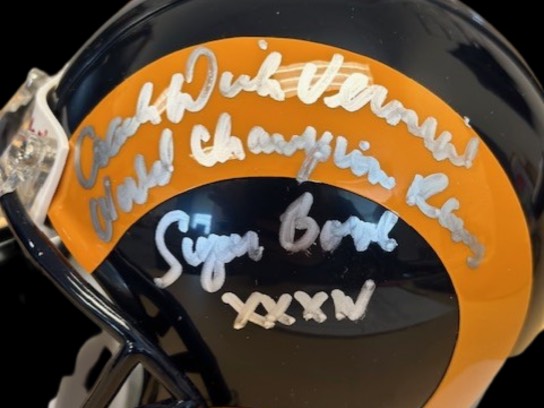 Coach Dick Vermeil
World Champion Rams
Super Bowl
XXXIV